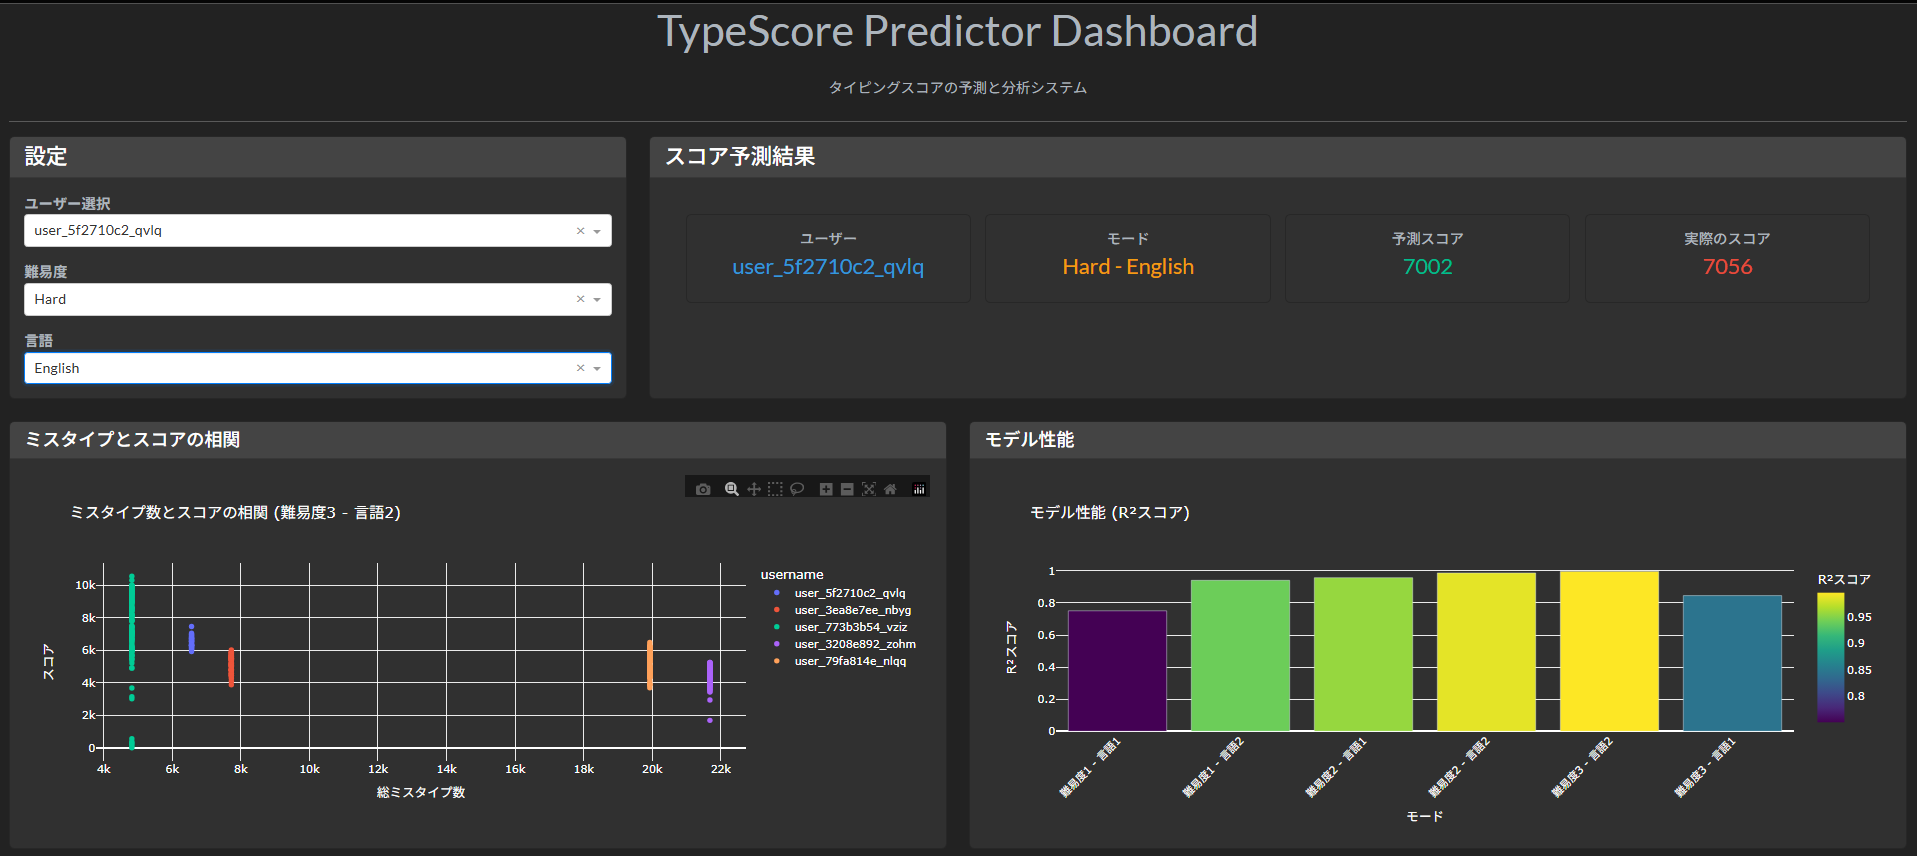 TypeScore Predictor Dashboard
タイピングスコアの予測と分析システム
設定
ユーザー選択
user_5f2710c2_qvlq
難易度
Hard
言語
English
スコア予測結果
ユーザー
user_5f2710c2_qvlq
モード
Hard - English
予測スコア
7002
実際のスコア
7056
ミスタイプとスコアの相関
ミスタイプ数とスコアの相関 (難易度3 - 言語2)
スコア
10k
8k
6k
4k
2k
0
4k
6k
8k
10k
12k
14k
16k
18k
20k
22k
総ミスタイプ数
username
user_5f2710c2_qvlq
user_3ea8e7ee_nbyg
user_773b3b54_vziz
user_3208e892_zohm
user_79fa814e_nlqq
モデル性能
モデル性能 (R²スコア)
R²スコア
1
0.8
0.6
0.4
0.2
0
難易度1 - 言語1
難易度1 - 言語2
難易度2 - 言語1
難易度2 - 言語2
難易度3 - 言語2
難易度3 - 言語1
モード
R²スコア
0.95
0.9
0.85
0.8